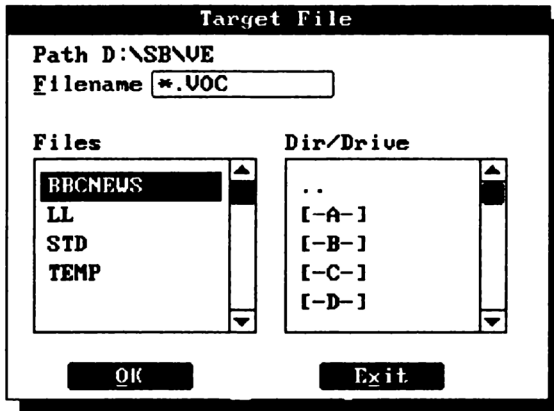 Target File
Path D:\SB\VE
Filename *.VOC
Files
BBCNEWS
LL
STD
TEMP
Dir/Drive
..
[-A-]
[-B-]
[-C-]
[-D-]
OK
Exit